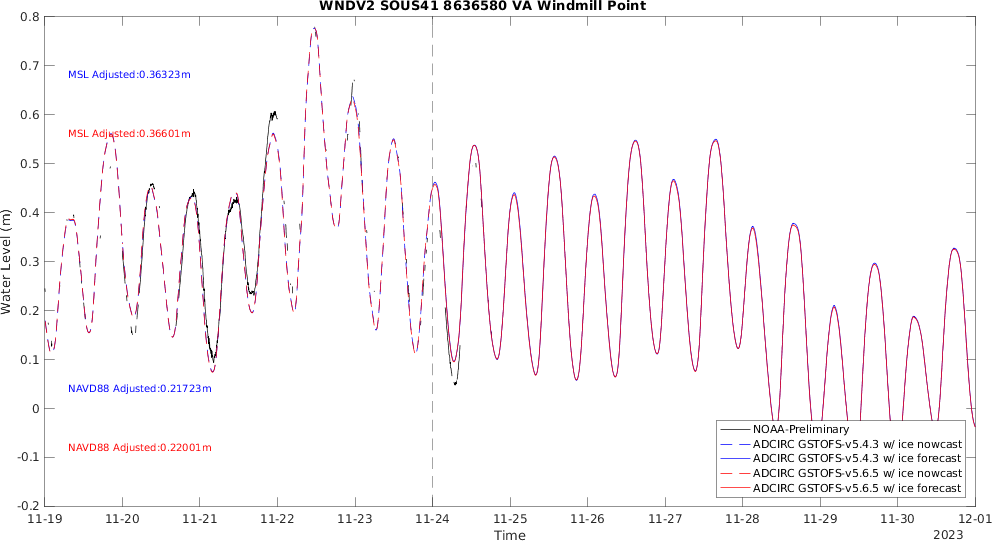 WNDV2 SOUS41 8636580 VA Windmill Point
0.8
0.7
0.6
0.5
0.4
0.3
0.2
0.1
0
-0.1
-0.2
Water Level (m)
MSL Adjusted:0.36323m
MSL Adjusted:0.36601m
NAVD88 Adjusted:0.21723m
NAVD88 Adjusted:0.22001m
NOAA-Preliminary
ADCIRC GSTOFS-v5.4.3 w/ ice nowcast
ADCIRC GSTOFS-v5.4.3 w/ ice forecast
ADCIRC GSTOFS-v5.6.5 w/ ice nowcast
ADCIRC GSTOFS-v5.6.5 w/ ice forecast
11-19 11-20 11-21 11-22 11-23 11-24 11-25 11-26 11-27 11-28 11-29 11-30 12-01
2023
Time